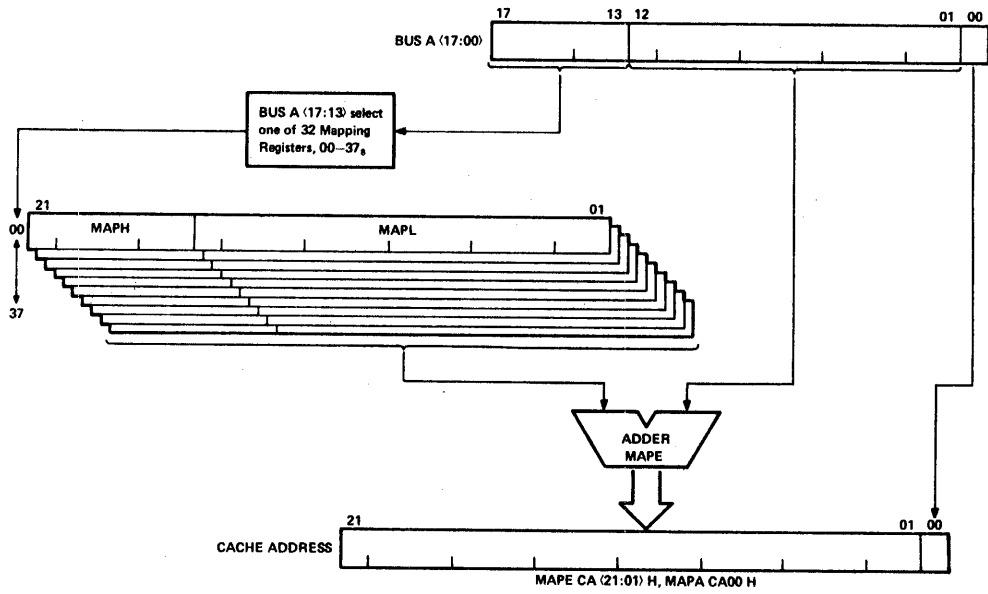 17 13 12 01 00
BUS A ⟨17:00⟩
BUS A ⟨17:13⟩ select
one of 32 Mapping
Registers, 00–37₈
21 01
00 MAPH MAPL
37
ADDER
MAPE
21 01 00
CACHE ADDRESS
MAPE CA ⟨21:01⟩ H, MAPA CA00 H